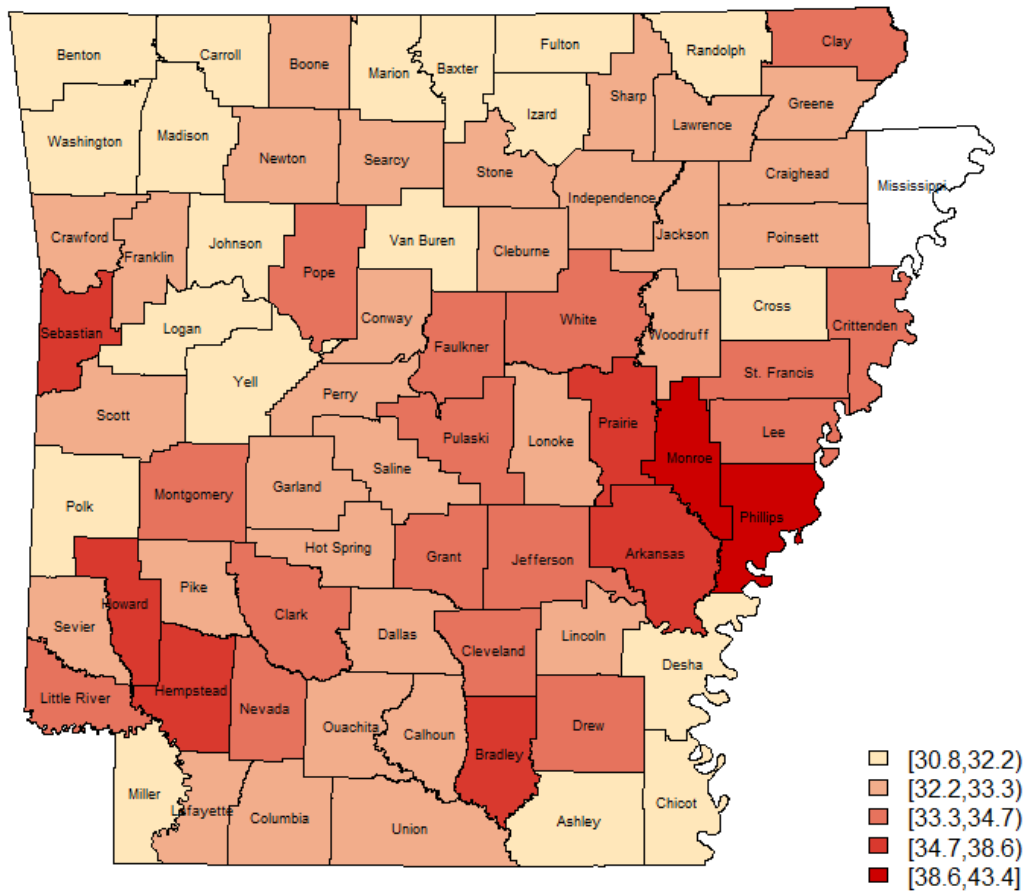 Benton
Carroll
Boone
Marion
Baxter
Fulton
Randolph
Clay
Sharp
Izard
Greene
Lawrence
Washington
Madison
Newton
Searcy
Stone
Craighead
Mississippi
Independence
Crawford
Franklin
Johnson
Pope
Van Buren
Cleburne
Jackson
Poinsett
Sebastian
Logan
Conway
White
Woodruff
Cross
Crittenden
Faulkner
Yell
Perry
St. Francis
Scott
Pulaski
Lonoke
Prairie
Lee
Monroe
Saline
Garland
Montgomery
Polk
Phillips
Hot Spring
Grant
Jefferson
Arkansas
Howard
Pike
Sevier
Clark
Dallas
Lincoln
Cleveland
Desha
Little River
Hempstead
Nevada
Ouachita
Calhoun
Bradley
Drew
Miller
Lafayette
Columbia
Union
Ashley
Chicot
[30.8,32.2)
[32.2,33.3)
[33.3,34.7)
[34.7,38.6)
[38.6,43.4]